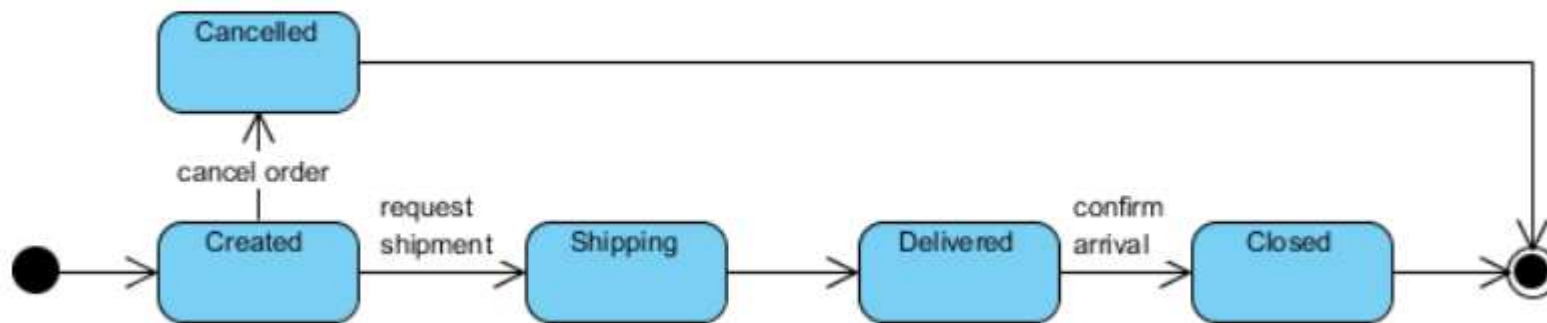 Cancelled
cancel order
Created
request
shipment
Shipping
Delivered
confirm
arrival
Closed